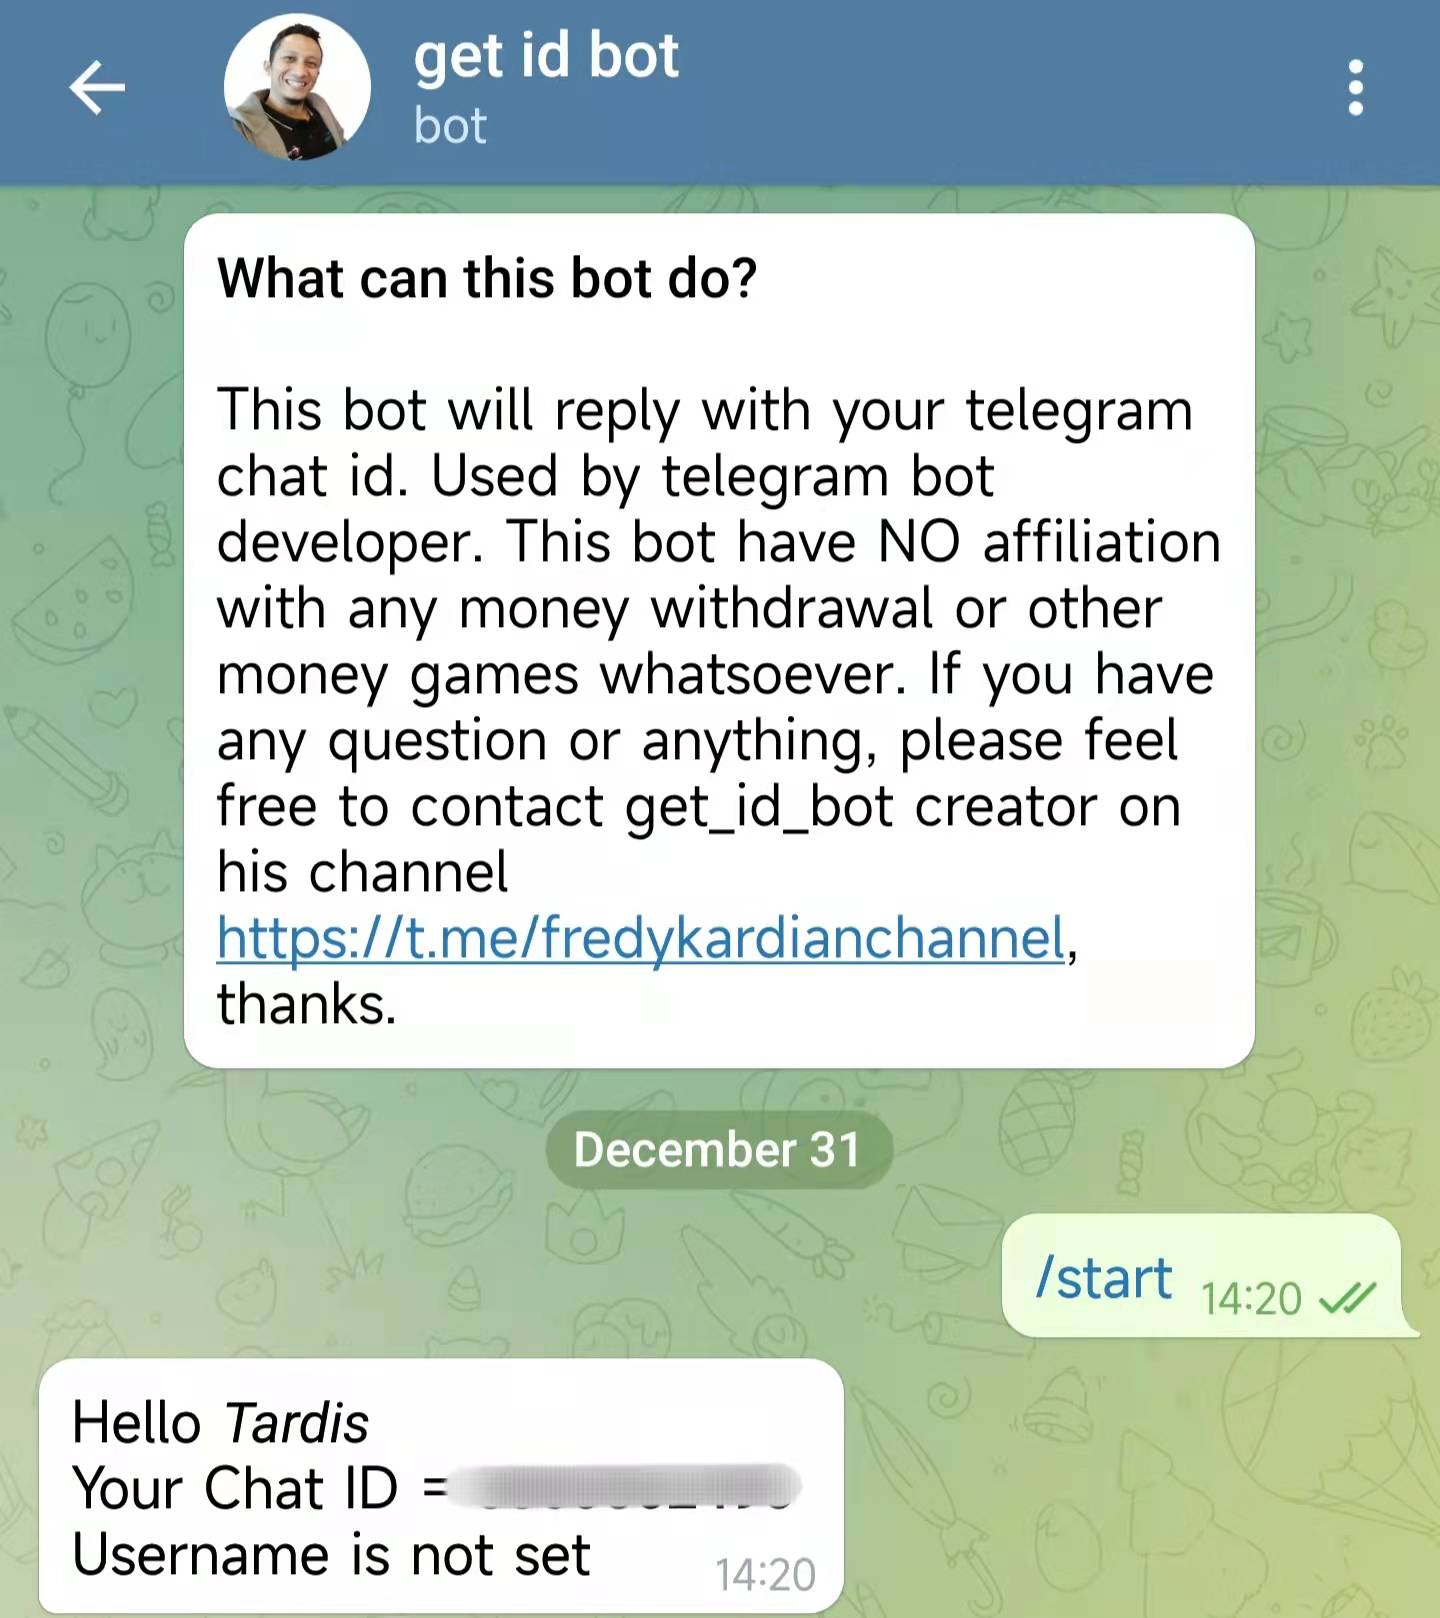 get id bot
bot
What can this bot do?
This bot will reply with your telegram
chat id. Used by telegram bot
developer. This bot have NO affiliation
with any money withdrawal or other
money games whatsoever. If you have
any question or anything, please feel
free to contact get_id_bot creator on
his channel
https://t.me/fredykardianchannel,
thanks.
December 31
/start 14:20
Hello Tardis
Your Chat ID =
Username is not set 14:20